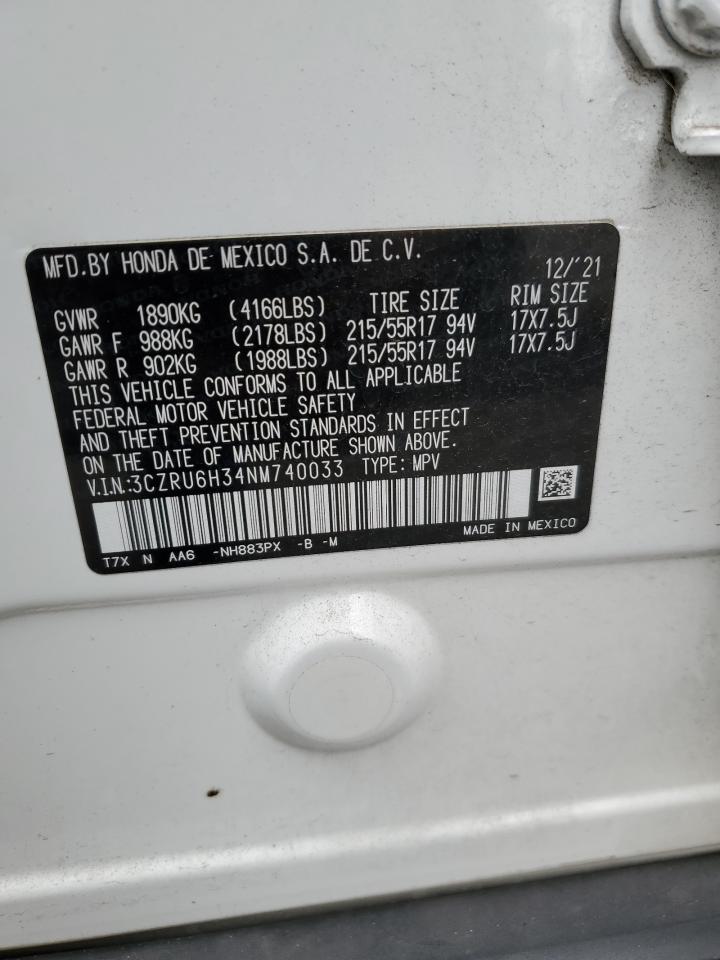 MFD.BY HONDA DE MEXICO S.A. DE C.V. 12/'21
GVWR 1890KG (4166LBS) TIRE SIZE RIM SIZE
GAWR F 988KG (2178LBS) 215/55R17 94V 17X7.5J
GAWR R 902KG (1988LBS) 215/55R17 94V 17X7.5J
THIS VEHICLE CONFORMS TO ALL APPLICABLE
FEDERAL MOTOR VEHICLE SAFETY
AND THEFT PREVENTION STANDARDS IN EFFECT
ON THE DATE OF MANUFACTURE SHOWN ABOVE.
V.I.N.:3CZRU6H34NM740033 TYPE: MPV
T7X N AA6 -NH883PX -B -M MADE IN MEXICO